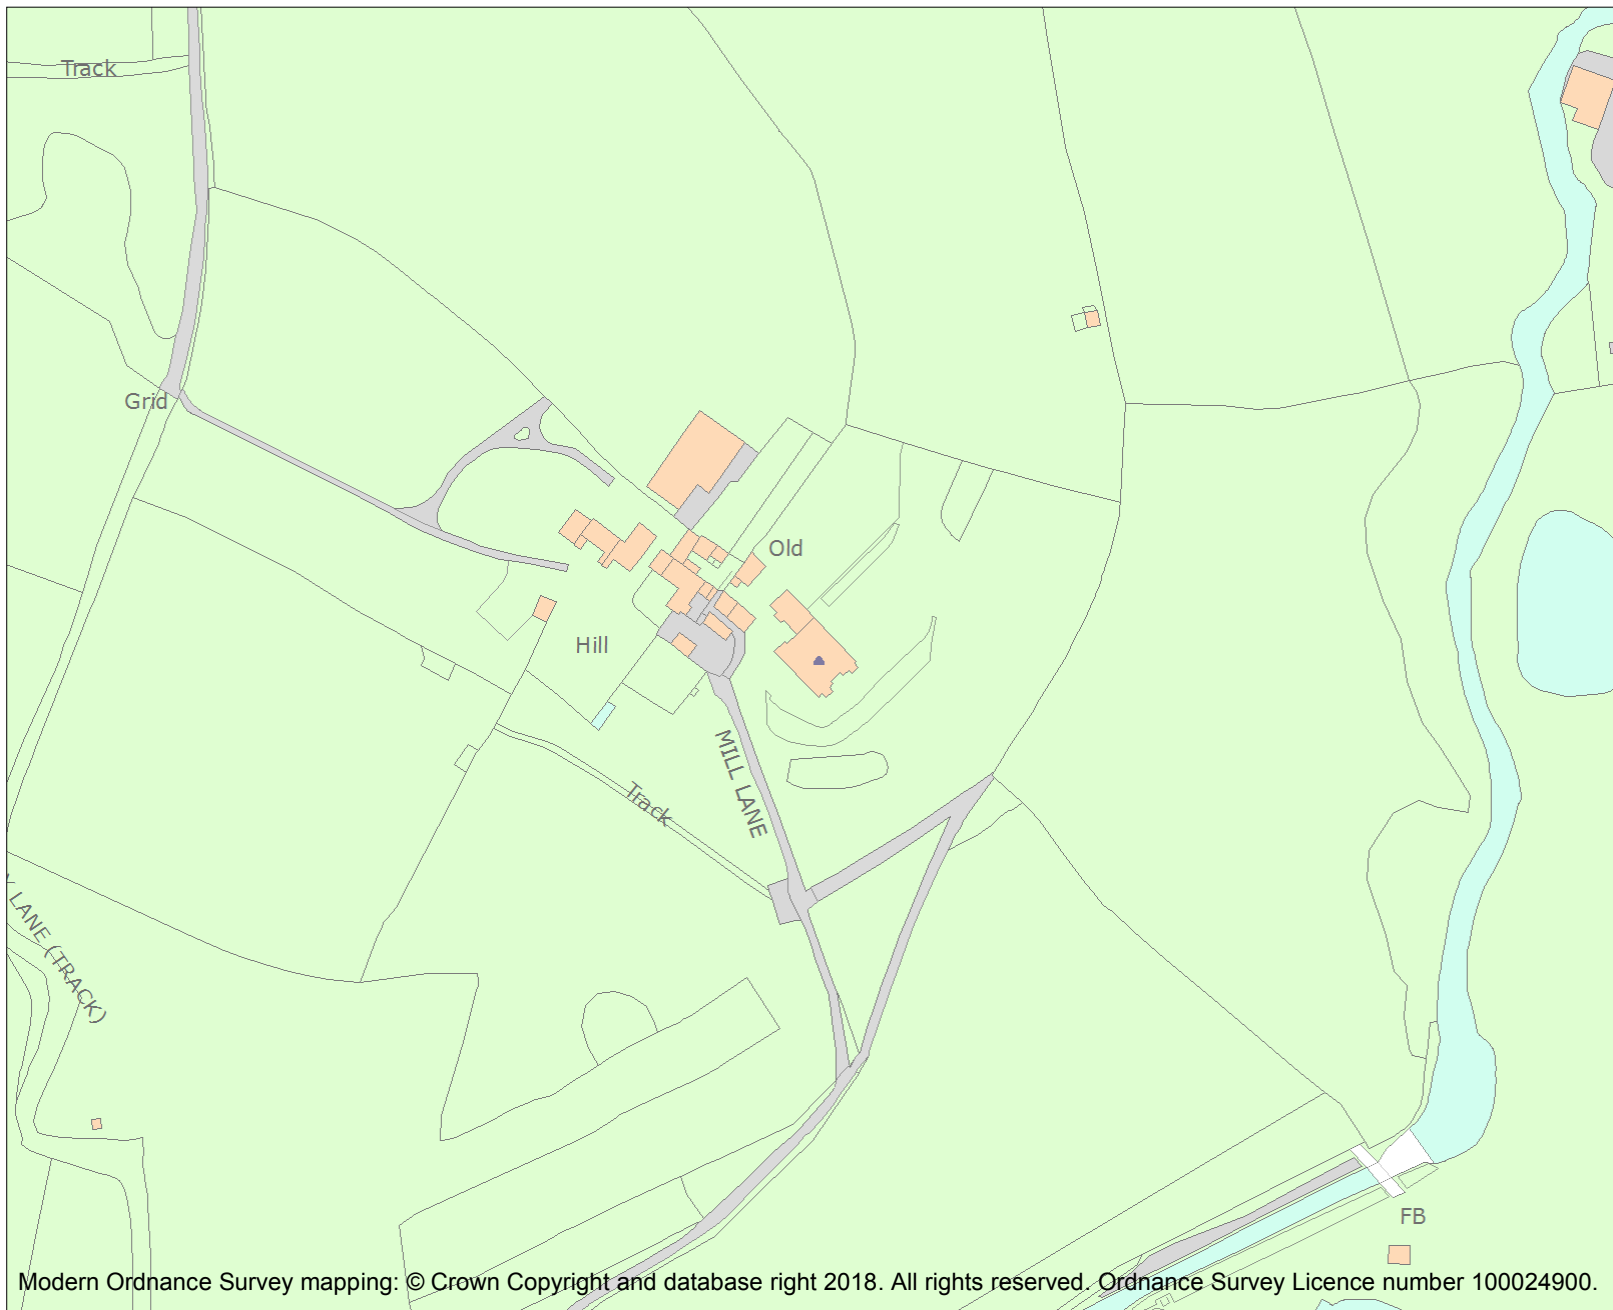 Track
Grid
Old
Hill
MILL LANE
Track
LANE (TRACK)
FB
Modern Ordnance Survey mapping: © Crown Copyright and database right 2018. All rights reserved. Ordnance Survey Licence number 100024900.